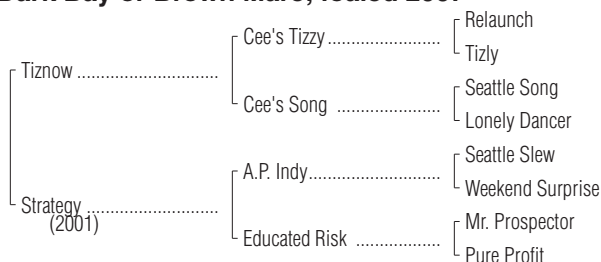 Dark Bay or Brown Mare; foaled
Relaunch
Cee's Tizzy ........................
Tizly
Tiznow ..............................
Seattle Song
Cee's Song ......................
Lonely Dancer
Seattle Slew
A.P. Indy............................
Weekend Surprise
Strategy ............................
(2001)
Mr. Prospector
Educated Risk ..................
Pure Profit